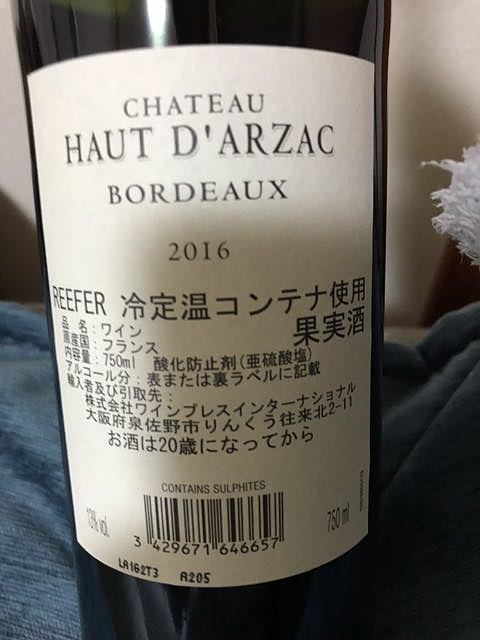 CHATEAU
HAUT D'ARZAC
BORDEAUX
2016
REEFER 冷定温コンテナ使用
果実酒
品 名：ワイン
原産国：フランス
内容量：750ml 酸化防止剤(亜硫酸塩)
アルコール分：表または裏ラベルに記載
輸入者及び引取先：
株式会社ワインプレスインターナショナル
大阪府泉佐野市りんくう往来北2-11
お酒は20歳になってから
CONTAINS SULPHITES
13% vol.
750 ml
3 429671 646657
LA162T3 A205